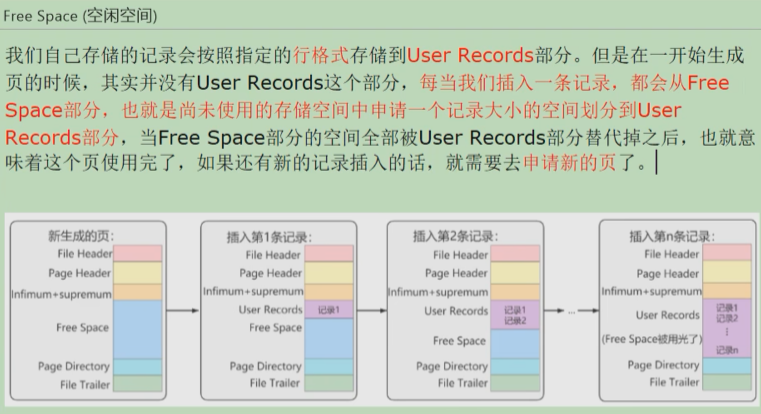 Free Space (空闲空间)
我们自己存储的记录会按照指定的行格式存储到User Records部分。但是在一开始生成
页的时候，其实并没有User Records这个部分，每当我们插入一条记录，都会从Free
Space部分，也就是尚未使用的存储空间中申请一个记录大小的空间划分到User
Records部分，当Free Space部分的空间全部被User Records部分替代掉之后，也就意
味着这个页使用完了，如果还有新的记录插入的话，就需要去申请新的页了。
新生成的页：
File Header
Page Header
Infimum+supremum
Free Space
Page Directory
File Trailer
插入第1条记录：
File Header
Page Header
Infimum+supremum
User Records
记录1
Free Space
Page Directory
File Trailer
插入第2条记录：
File Header
Page Header
Infimum+supremum
User Records
记录1
记录2
Free Space
Page Directory
File Trailer
...
插入第n条记录：
File Header
Page Header
Infimum+supremum
User Records
(Free Space被用光了)
记录1
记录2
⋮
记录n
Page Directory
File Trailer